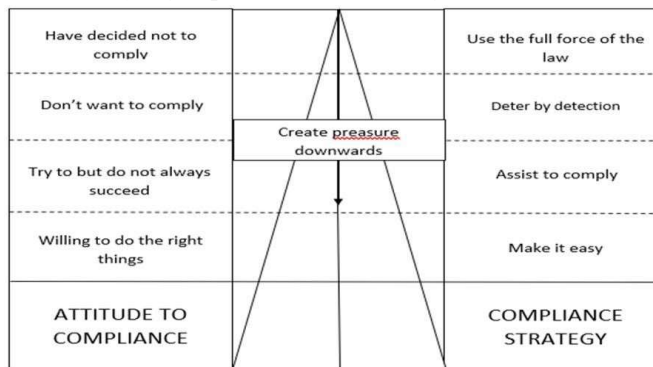 Have decided not to
comply
Use the full force of the
law
Don't want to comply
Deter by detection
Create preasure
downwards
Try to but do not always
succeed
Assist to comply
Willing to do the right
things
Make it easy
ATTITUDE TO
COMPLIANCE
COMPLIANCE
STRATEGY